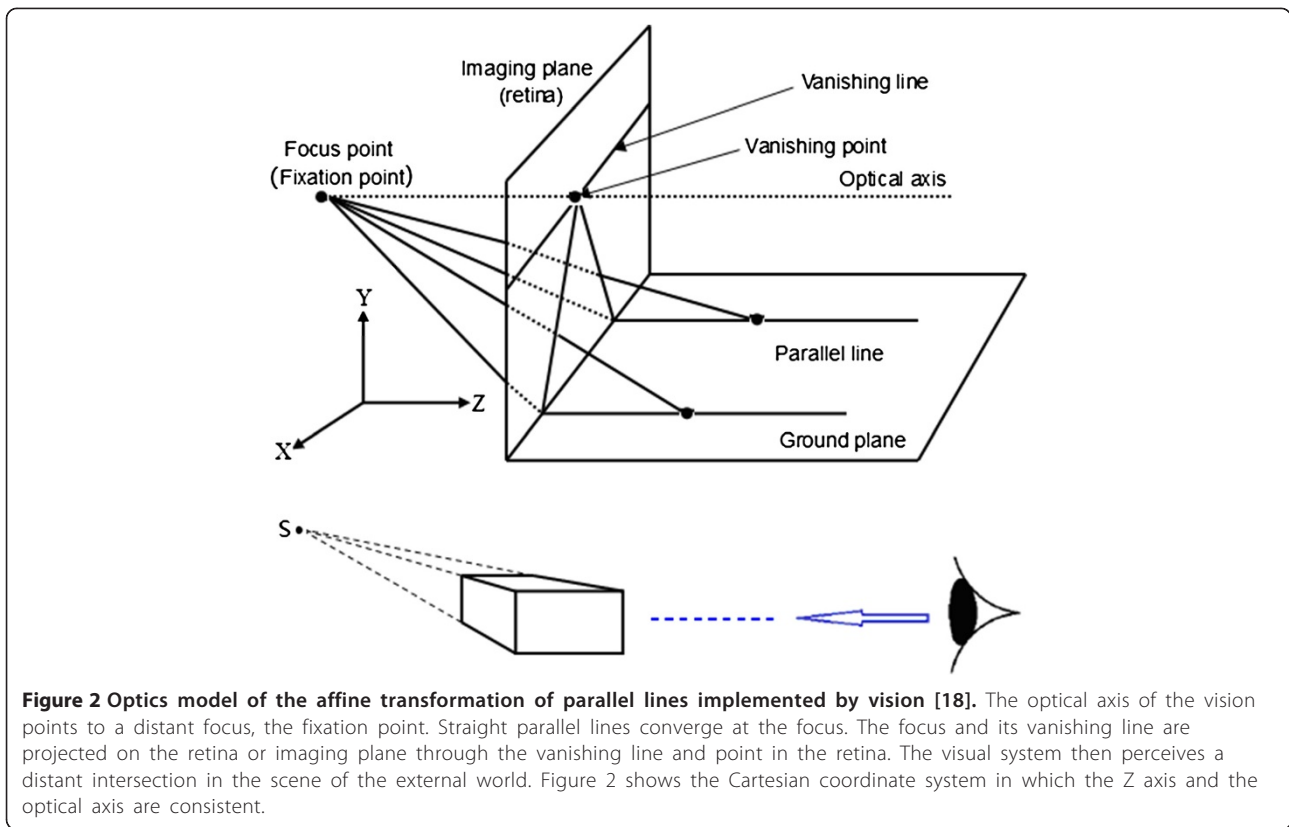 Imaging plane
(retina)
Vanishing line
Focus point
(Fixation point)
Vanishing point
Optical axis
Y
Z
X
Parallel line
Ground plane
S
Figure 2 Optics model of the affine transformation of parallel lines implemented by vision [18]. The optical axis of the vision
points to a distant focus, the fixation point. Straight parallel lines converge at the focus. The focus and its vanishing line are
projected on the retina or imaging plane through the vanishing line and point in the retina. The visual system then perceives a
distant intersection in the scene of the external world. Figure 2 shows the Cartesian coordinate system in which the Z axis and the
optical axis are consistent.